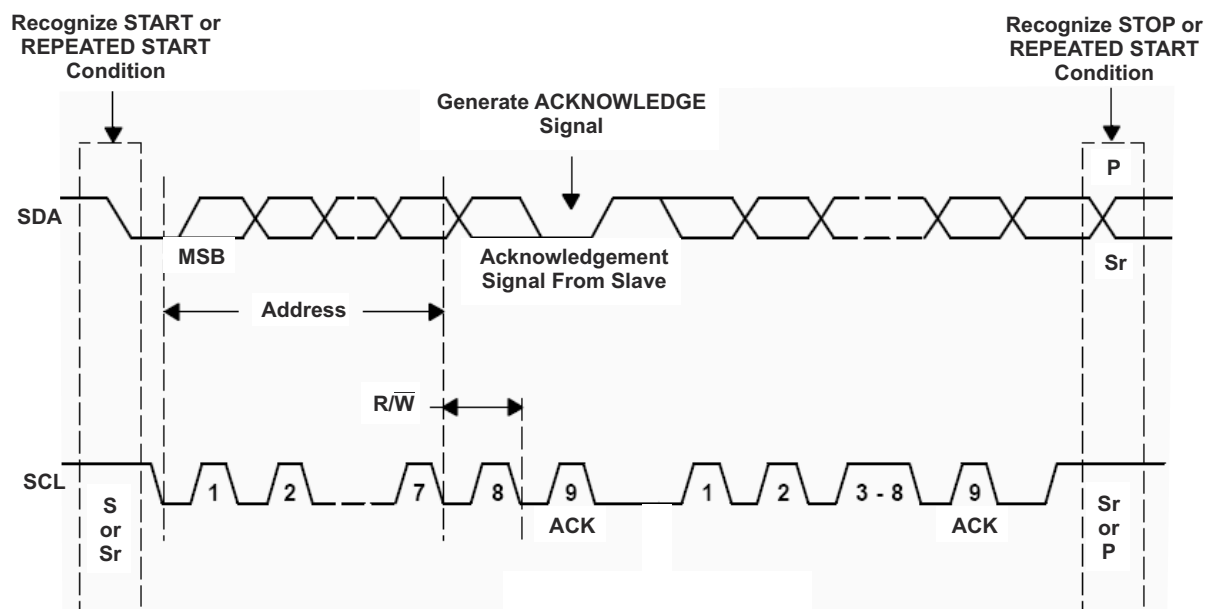 Recognize START or
REPEATED START
Condition
Recognize STOP or
REPEATED START
Condition
Generate ACKNOWLEDGE
Signal
P
SDA
MSB
Acknowledgement
Signal From Slave
Sr
Address
R/W̅
SCL
1
2
7
8
9
1
2
3 - 8
9
S
or
Sr
ACK
ACK
Sr
or
P